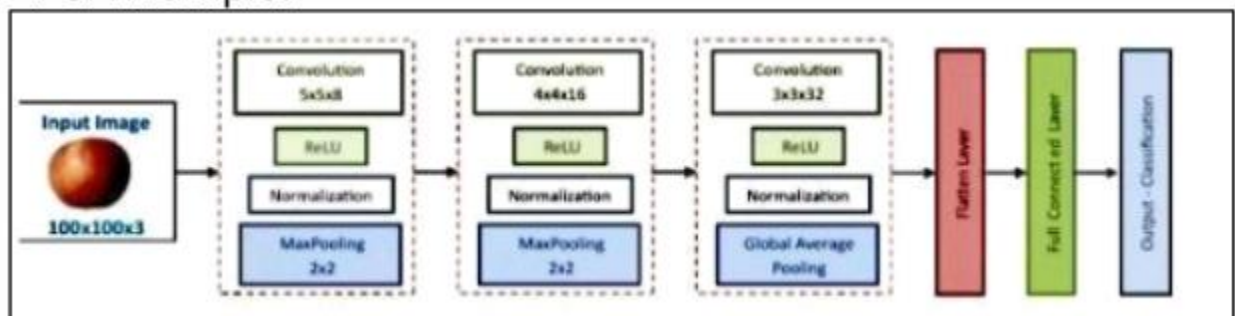 Input Image
100x100x3
Convolution
5x5x8
ReLU
Normalization
MaxPooling
2x2
Convolution
4x4x16
ReLU
Normalization
MaxPooling
2x2
Convolution
3x3x32
ReLU
Normalization
Global Average
Pooling
Flatten Layer
Full Connected Layer
Output - Classification